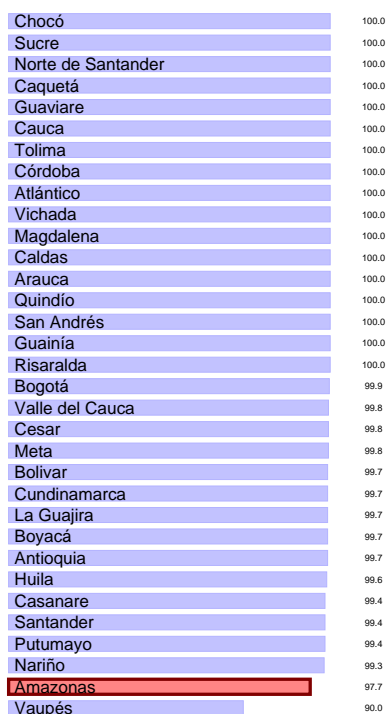 Chocó 100.0
Sucre 100.0
Norte de Santander 100.0
Caquetá 100.0
Guaviare 100.0
Cauca 100.0
Tolima 100.0
Córdoba 100.0
Atlántico 100.0
Vichada 100.0
Magdalena 100.0
Caldas 100.0
Arauca 100.0
Quindío 100.0
San Andrés 100.0
Guainía 100.0
Risaralda 100.0
Bogotá 99.9
Valle del Cauca 99.8
Cesar 99.8
Meta 99.8
Bolivar 99.7
Cundinamarca 99.7
La Guajira 99.7
Boyacá 99.7
Antioquia 99.7
Huila 99.6
Casanare 99.4
Santander 99.4
Putumayo 99.4
Nariño 99.3
Amazonas 97.7
Vaupés 90.0